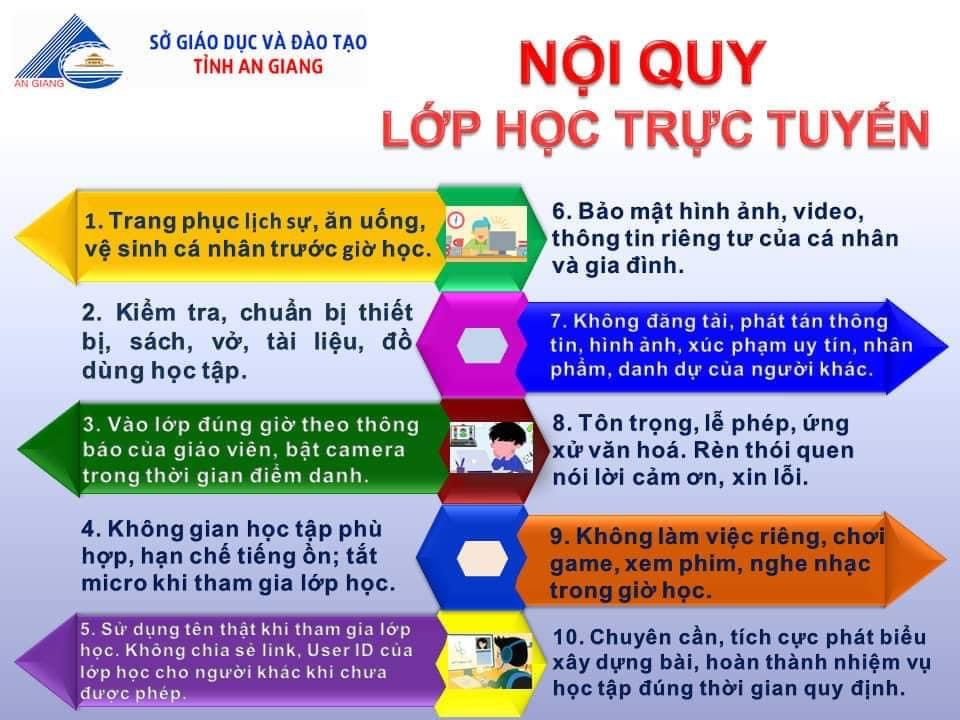 AN GIANG
SỞ GIÁO DỤC VÀ ĐÀO TẠO
TỈNH AN GIANG
NỘI QUY
LỚP HỌC TRỰC TUYẾN
1. Trang phục lịch sự, ăn uống,
vệ sinh cá nhân trước giờ học.
2. Kiểm tra, chuẩn bị thiết
bị, sách, vở, tài liệu, đồ
dùng học tập.
3. Vào lớp đúng giờ theo thông
báo của giáo viên, bật camera
trong thời gian điểm danh.
4. Không gian học tập phù
hợp, hạn chế tiếng ồn; tắt
micro khi tham gia lớp học.
5. Sử dụng tên thật khi tham gia lớp
học. Không chia sẻ link, User ID của
lớp học cho người khác khi chưa
được phép.
6. Bảo mật hình ảnh, video,
thông tin riêng tư của cá nhân
và gia đình.
7. Không đăng tải, phát tán thông
tin, hình ảnh, xúc phạm uy tín, nhân
phẩm, danh dự của người khác.
8. Tôn trọng, lễ phép, ứng
xử văn hoá. Rèn thói quen
nói lời cảm ơn, xin lỗi.
9. Không làm việc riêng, chơi
game, xem phim, nghe nhạc
trong giờ học.
10. Chuyên cần, tích cực phát biểu
xây dựng bài, hoàn thành nhiệm vụ
học tập đúng thời gian quy định.